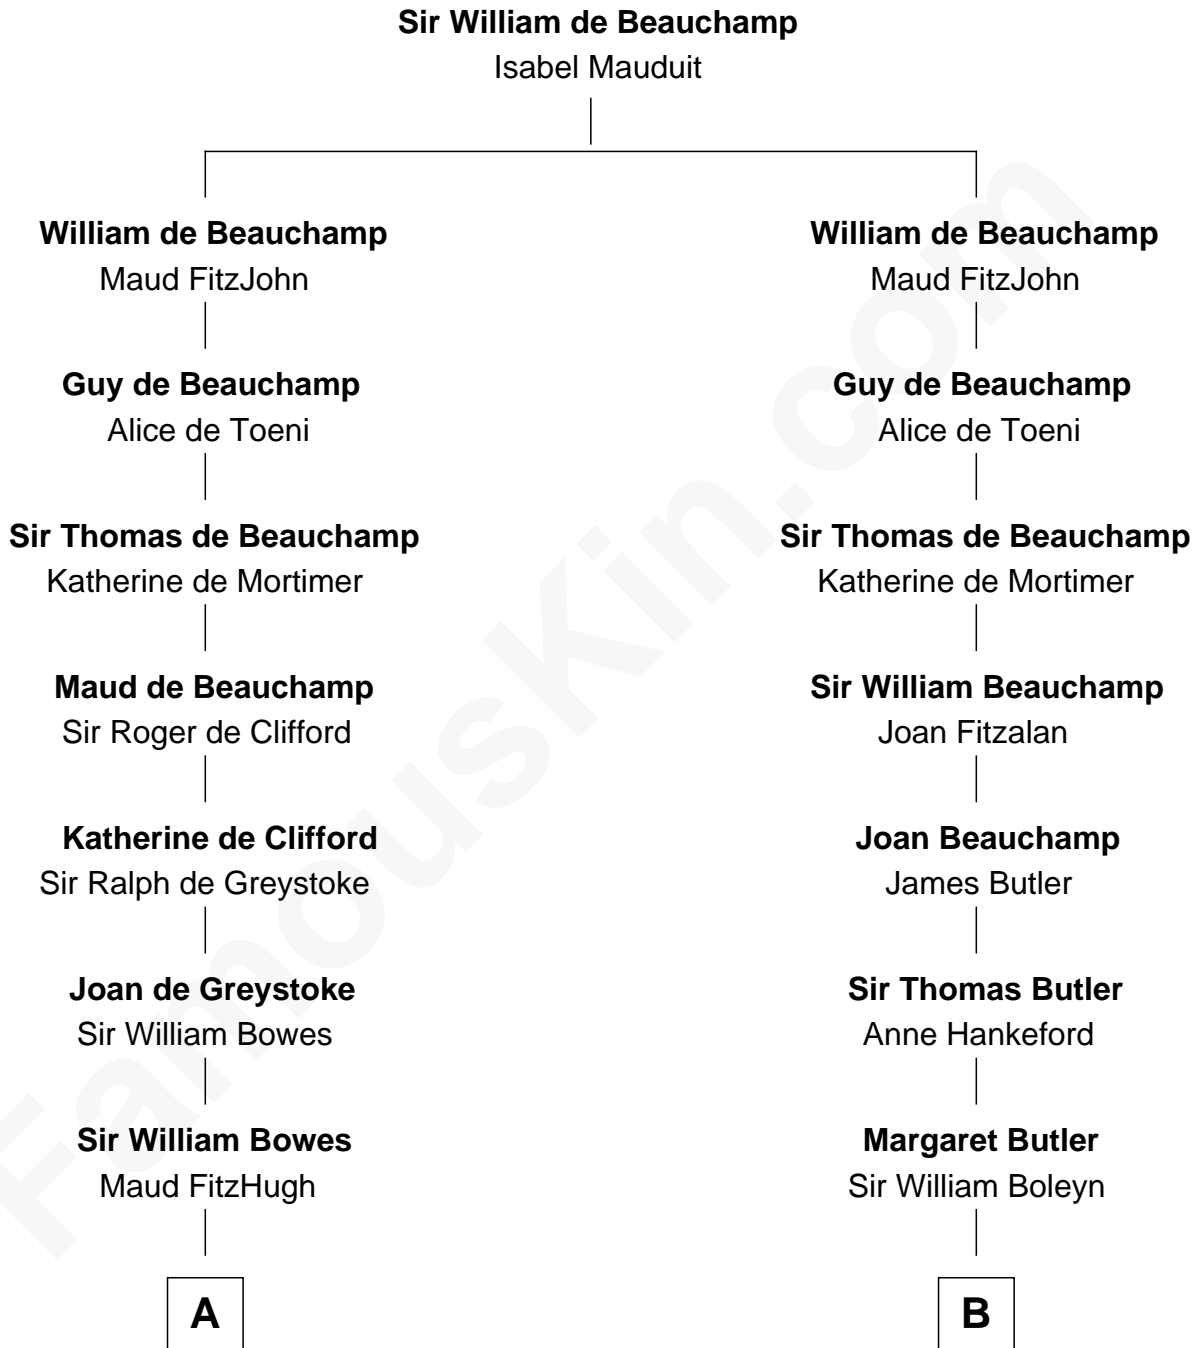 Sir William de Beauchamp
Isabel Mauduit
William de Beauchamp
Maud FitzJohn
William de Beauchamp
Maud FitzJohn
Guy de Beauchamp
Alice de Toeni
Guy de Beauchamp
Alice de Toeni
Sir Thomas de Beauchamp
Katherine de Mortimer
Sir Thomas de Beauchamp
Katherine de Mortimer
Maud de Beauchamp
Sir Roger de Clifford
Sir William Beauchamp
Joan Fitzalan
Katherine de Clifford
Sir Ralph de Greystoke
Joan Beauchamp
James Butler
Joan de Greystoke
Sir William Bowes
Sir Thomas Butler
Anne Hankeford
Sir William Bowes
Maud FitzHugh
Margaret Butler
Sir William Boleyn
A
B
FamousKin.com